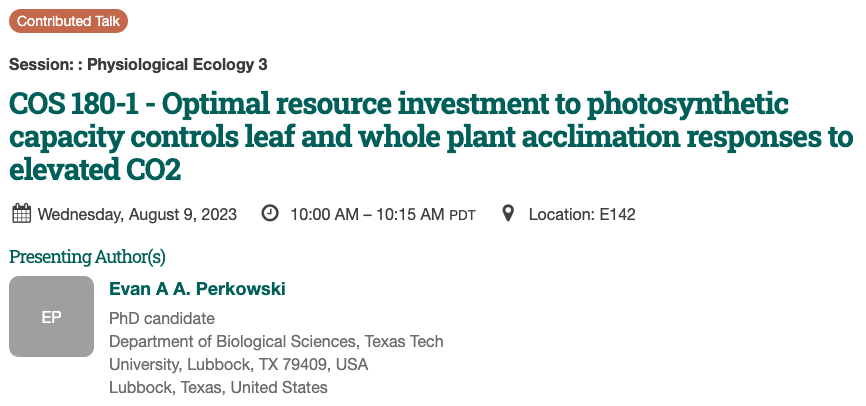 Contributed Talk
Session: : Physiological Ecology 3
COS 180-1 - Optimal resource investment to photosynthetic
capacity controls leaf and whole plant acclimation responses to
elevated CO2
Wednesday, August 9, 2023 10:00 AM – 10:15 AM PDT Location: E142
Presenting Author(s)
EP
Evan A A. Perkowski
PhD candidate
Department of Biological Sciences, Texas Tech
University, Lubbock, TX 79409, USA
Lubbock, Texas, United States